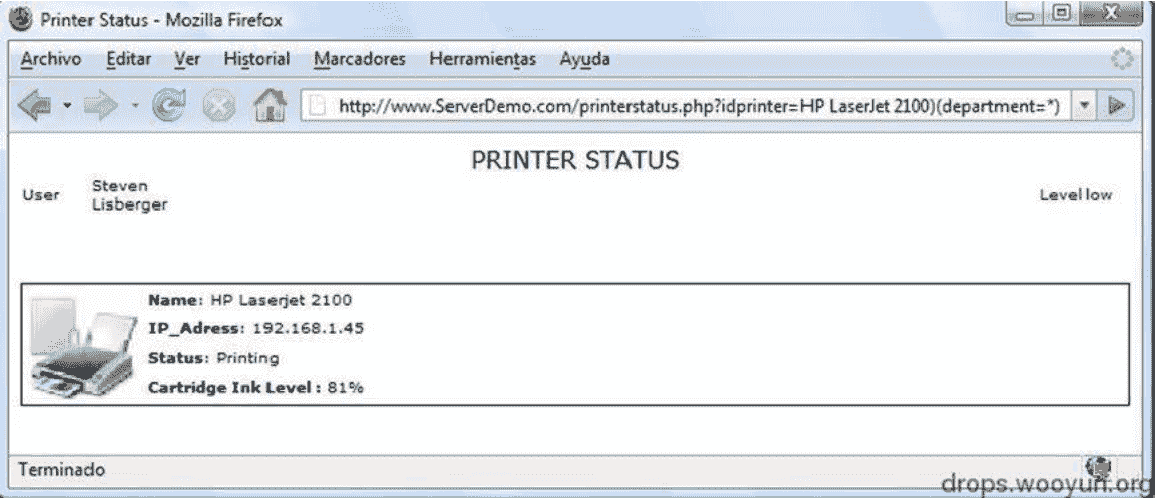 Printer Status - Mozilla Firefox
Archivo Editar Ver Historial Marcadores Herramientas Ayuda
http://www.ServerDemo.com/printerstatus.php?idprinter=HP LaserJet 2100)(department=*)
PRINTER STATUS
User Steven Lisberger Level low
Name: HP Laserjet 2100
IP_Adress: 192.168.1.45
Status: Printing
Cartridge Ink Level : 81%
Terminado
drops.wooyun.org